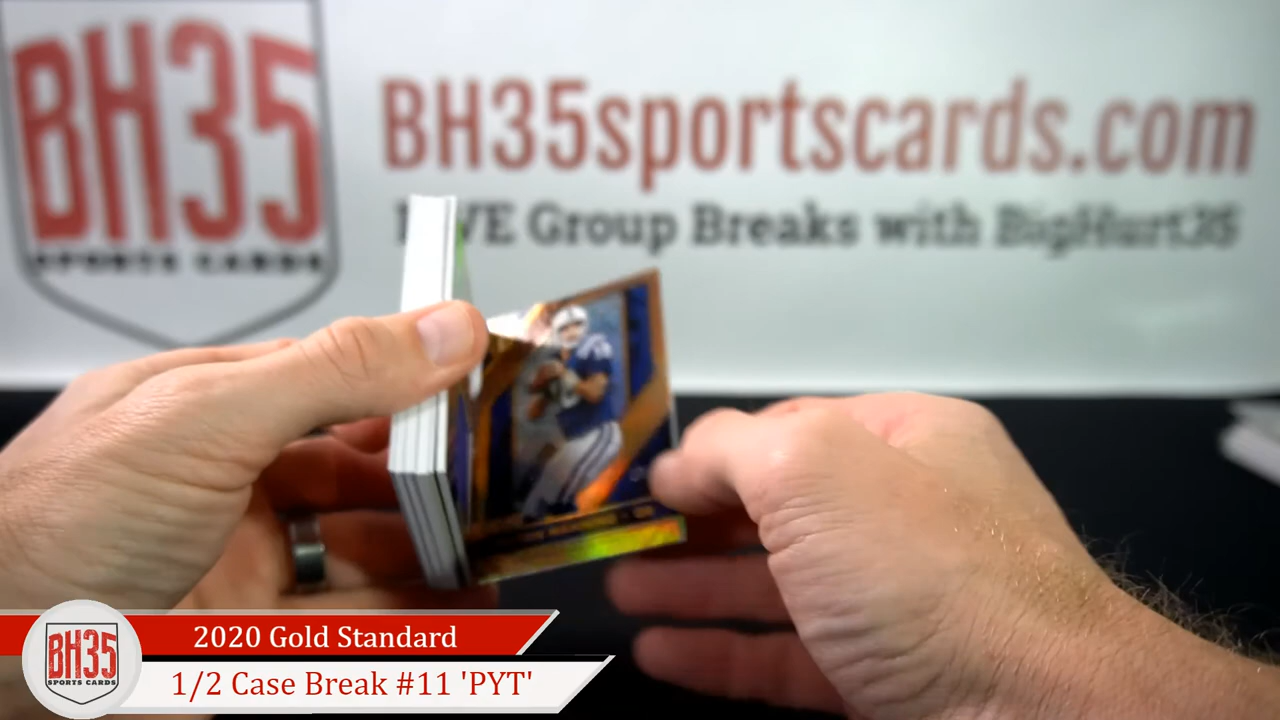 BH35
SPORTS CARDS
BH35sportscards.com
Group Breaks with BigHurt35
BH35
SPORTS CARDS
2020 Gold Standard
1/2 Case Break #11 'PYT'